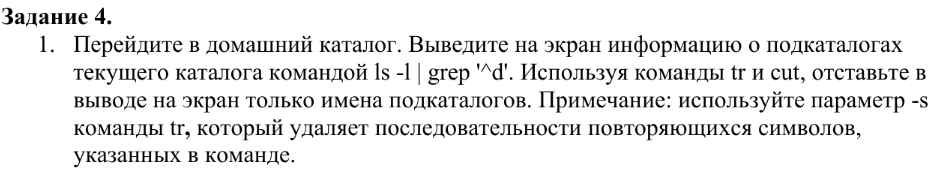 Задание 4.
1. Перейдите в домашний каталог. Выведите на экран информацию о подкаталогах
текущего каталога командой ls -l | grep '^d'. Используя команды tr и cut, отставьте в
выводе на экран только имена подкаталогов. Примечание: используйте параметр -s
команды tr, который удаляет последовательности повторяющихся символов,
указанных в команде.